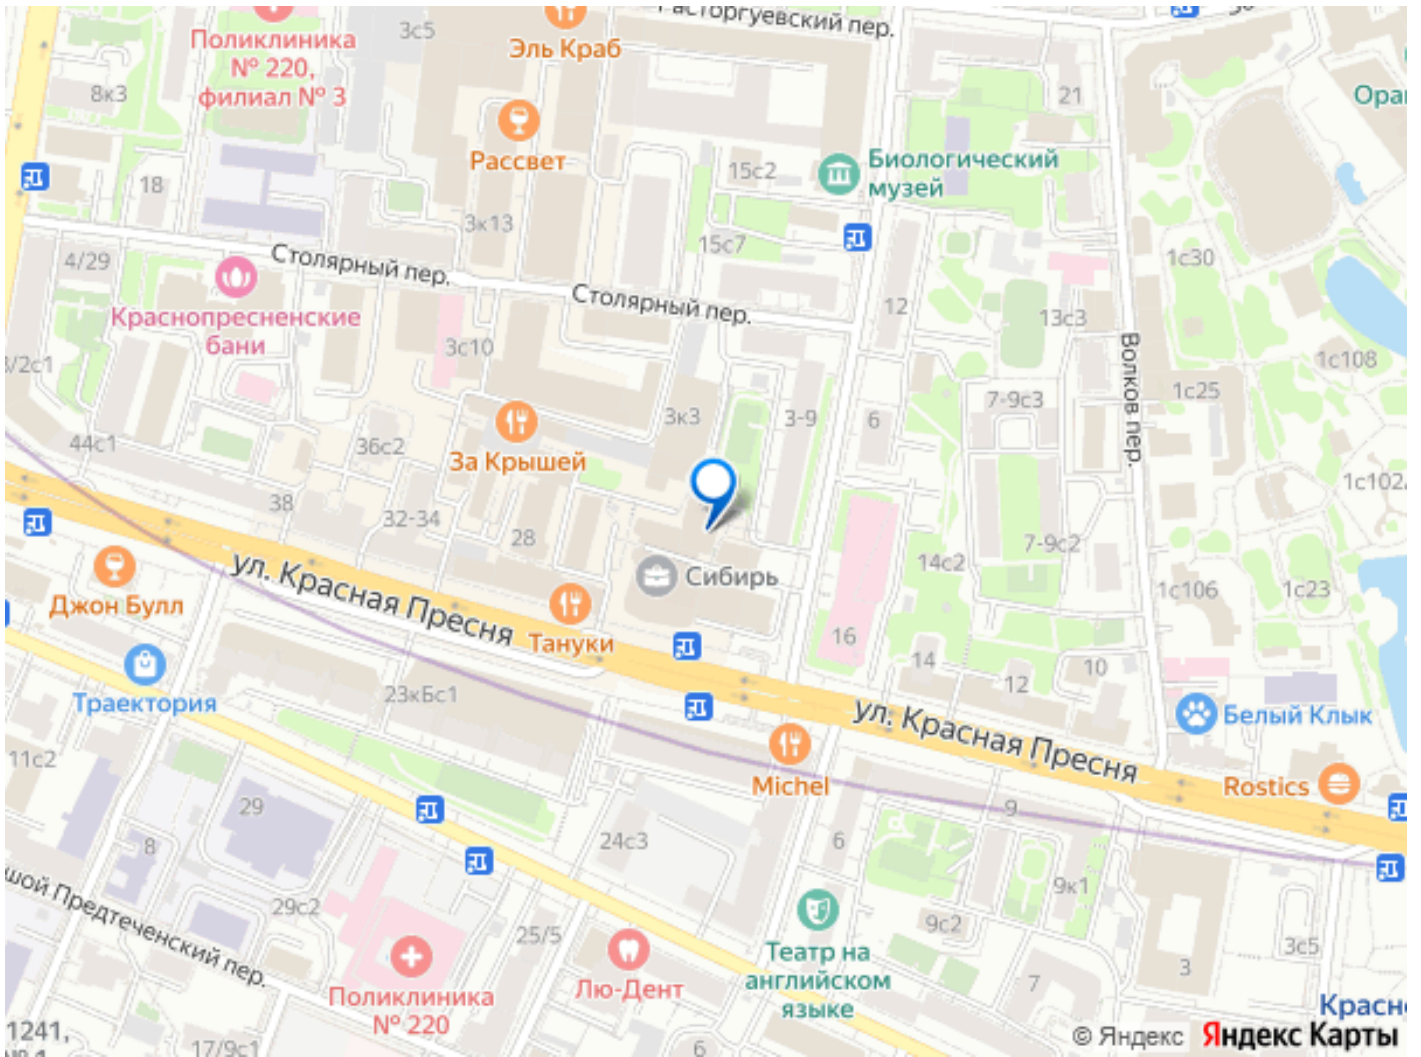 Расторгуевский пер.
3с5
Поликлиника
№ 220,
филиал № 3
Эль Краб
8к3
21
Рассвет
Биологический
музей
15с2
18
3к13
15с7
4/29
Столярный пер.
1с30
Краснопресненские
бани
Столярный пер.
12
13с3
3с10
Волков пер.
1с108
1с25
3к3
3-9
6
7-9с3
44с1
36с2
За Крышей
1с102
38
32-34
28
7-9с2
14с2
ул. Красная Пресня
Сибирь
1с106
1с23
Джон Булл
Тануки
16
14
10
12
Траектория
23кБс1
ул. Красная Пресня
Белый Клык
11с2
Michel
Rostics
29
9
8
24с3
6
9к1
29с2
9с2
25/5
3с5
Предтеченский пер.
Театр на
английском
языке
7
3
Поликлиника
№ 220
Лю-Дент
1241,
17/9с1
6
© Яндекс Яндекс Карты